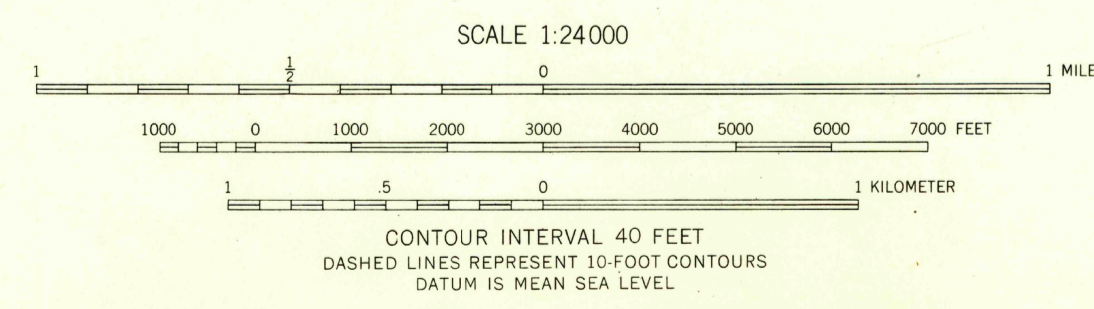 SCALE 1:24 000
1 1/2 0 1 MILE
1000 0 1000 2000 3000 4000 5000 6000 7000 FEET
1 .5 0 1 KILOMETER
CONTOUR INTERVAL 40 FEET
DASHED LINES REPRESENT 10-FOOT CONTOURS
DATUM IS MEAN SEA LEVEL